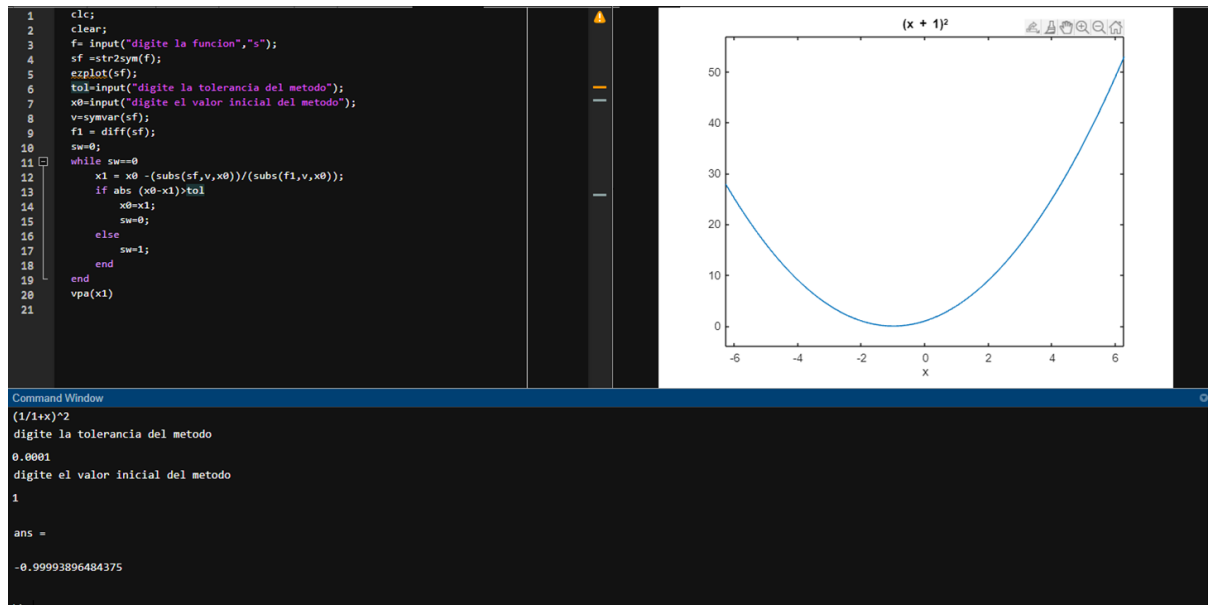 1 clc;
2 clear;
3 f= input("digite la funcion","s");
4 sf =str2sym(f);
5 ezplot(sf);
6 tol=input("digite la tolerancia del metodo");
7 x0=input("digite el valor inicial del metodo");
8 v=symvar(sf);
9 f1 = diff(sf);
10 sw=0;
11 while sw==0
12 x1 = x0 -(subs(sf,v,x0))/(subs(f1,v,x0));
13 if abs (x0-x1)>tol
14 x0=x1;
15 sw=0;
16 else
17 sw=1;
18 end
19 end
20 vpa(x1)
21
(x + 1)²
50
40
30
20
10
0
-6 -4 -2 0 2 4 6
x
Command Window
(1/1+x)^2
digite la tolerancia del metodo
0.0001
digite el valor inicial del metodo
1
ans =
-0.99993896484375